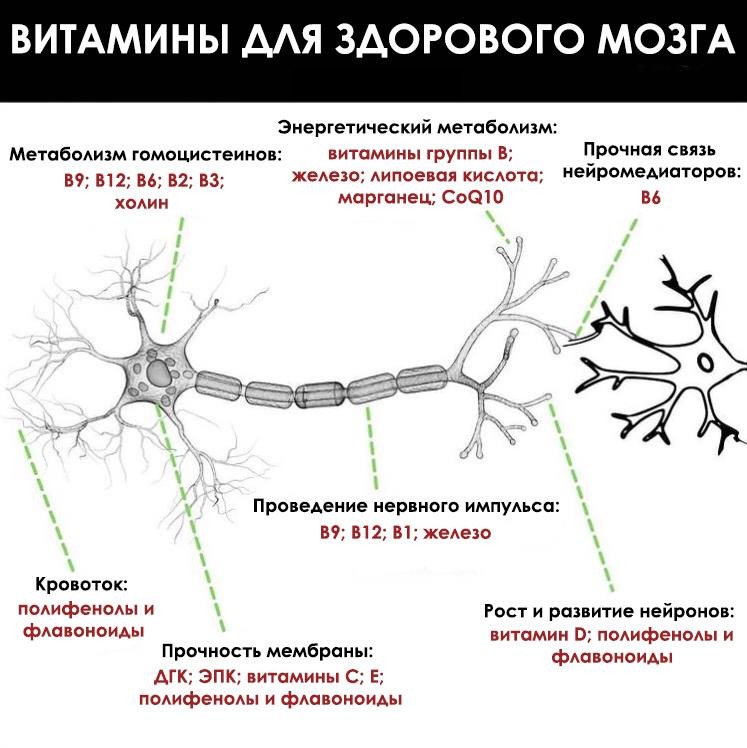 ВИТАМИНЫ ДЛЯ ЗДОРОВОГО МОЗГА
Метаболизм гомоцистеинов:
B9; B12; B6; B2; B3;
холин
Энергетический метаболизм:
витамины группы B;
железо; липоевая кислота;
марганец; CoQ10
Прочная связь
нейромедиаторов:
B6
Проведение нервного импульса:
B9; B12; B1; железо
Кровоток:
полифенолы и
флавоноиды
Прочность мембраны:
ДГК; ЭПК; витамины C; E;
полифенолы и флавоноиды
Рост и развитие нейронов:
витамин D; полифенолы и
флавоноиды